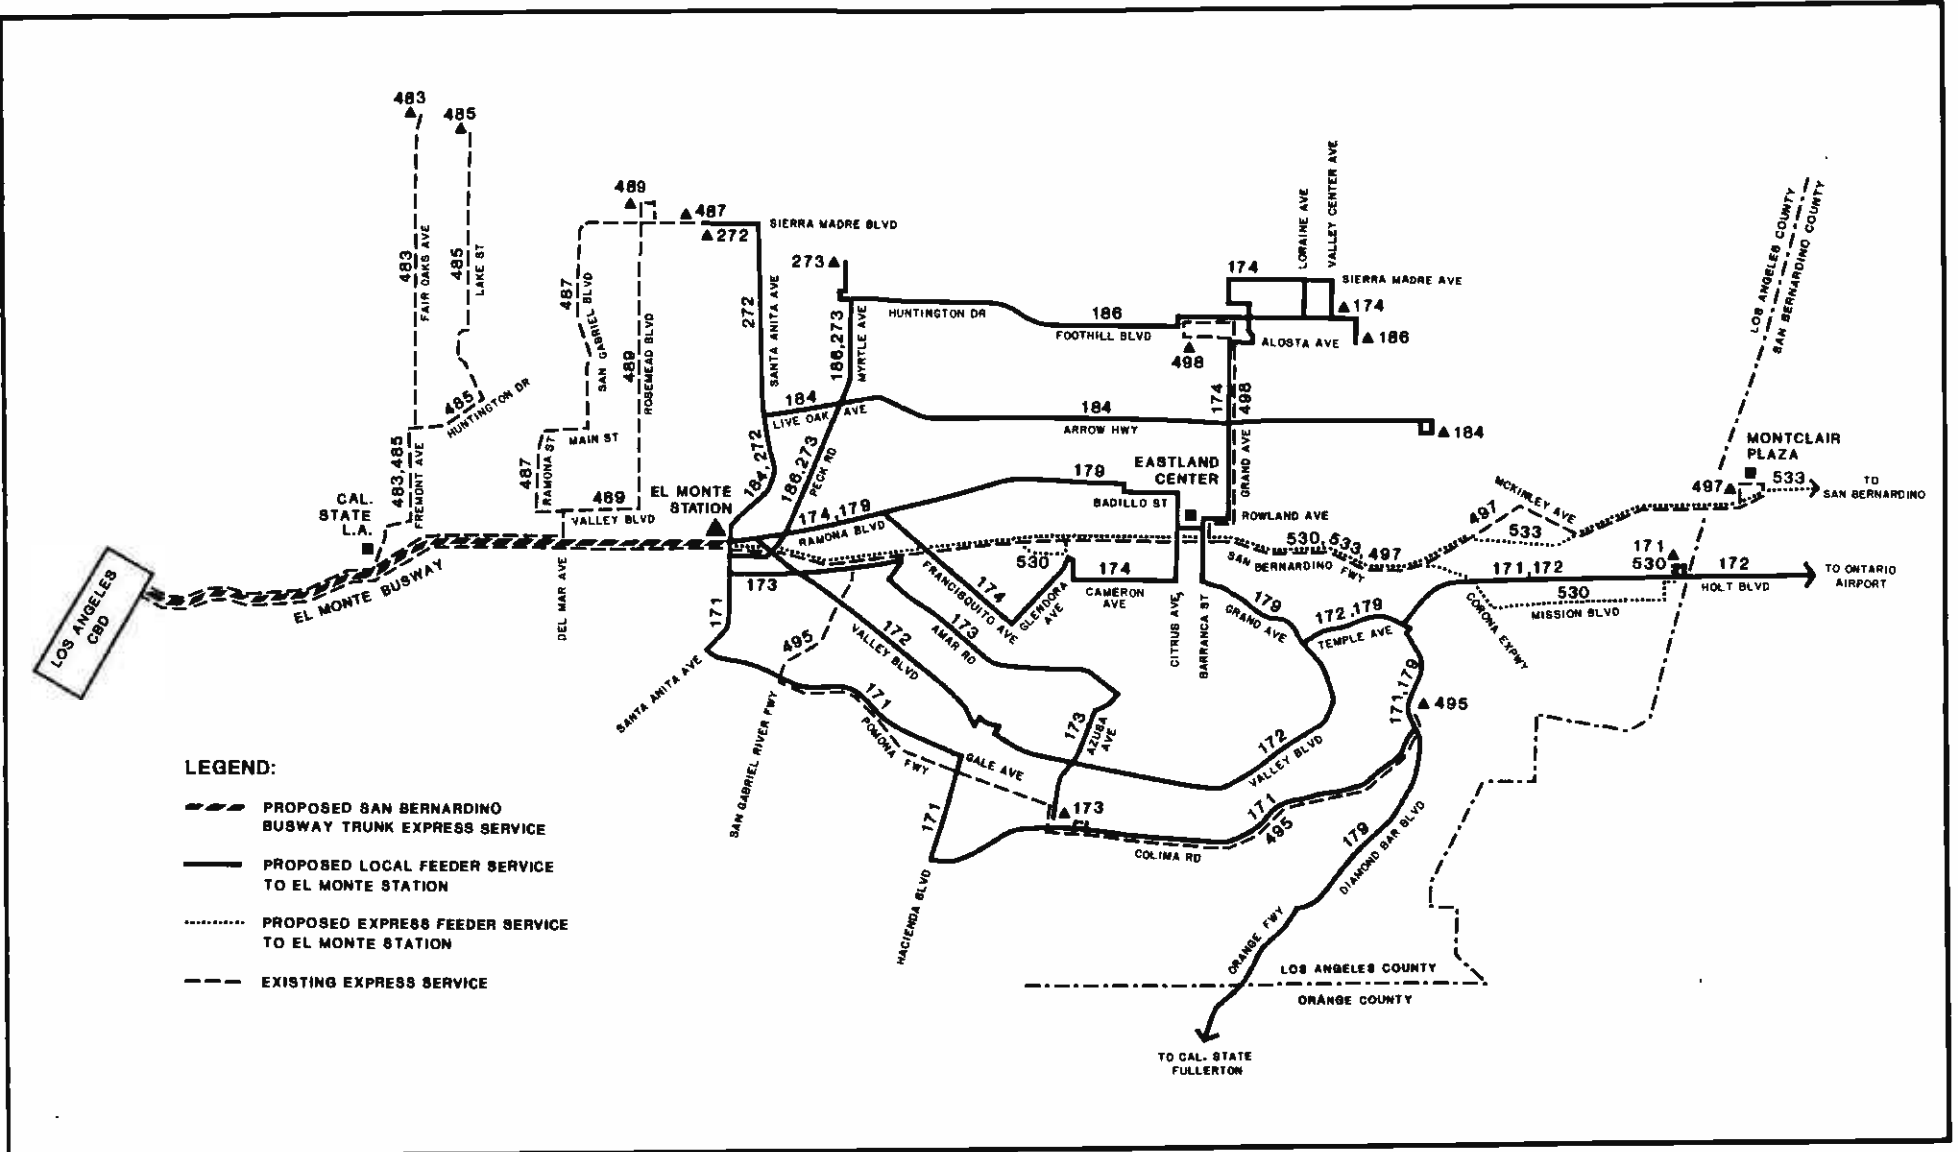 483
485
489
487
272
SIERRA MADRE BLVD
273
174
LORAINE AVE
VALLEY CENTER AVE
SIERRA MADRE AVE
174
186
HUNTINGTON DR
186
FOOTHILL BLVD
ALOSTA AVE
498
483
FAIR OAKS AVE
485
LAKE ST
487
SAN GABRIEL BLVD
489
ROSEMEAD BLVD
272
SANTA ANITA AVE
186,273
MYRTLE AVE
174
498
GRAND AVE
LOS ANGELES COUNTY
SAN BERNARDINO COUNTY
485
HUNTINGTON DR
184
LIVE OAK AVE
184
ARROW HWY
184
483,485
FREMONT AVE
487
RAMONA ST
MAIN ST
469
VALLEY BLVD
184, 272
186,273
PECK RD
EL MONTE
STATION
174,179
RAMONA BLVD
179
BADILLO ST
EASTLAND
CENTER
ROWLAND AVE
MONTCLAIR
PLAZA
497
533
TO
SAN BERNARDINO
MCKINLEY AVE
497
533
CAL.
STATE
L.A.
LOS ANGELES
CBD
EL MONTE BUSWAY
DEL MAR AVE
530, 533, 497
SAN BERNARDINO FWY
171
530
171,172
172
HOLT BLVD
TO ONTARIO
AIRPORT
530
MISSION BLVD
CORONA EXPWY
173
171
530
174
FRANCISQUITO AVE
GLENDORA
AVE
174
CAMERON
AVE
CITRUS AVE,
BARRANCA ST
179
GRAND AVE
172,179
TEMPLE AVE
171,179
495
495
172
VALLEY BLVD
173
AMAR RD
SANTA ANITA AVE
SAN GABRIEL RIVER FWY
171
POMONA FWY
GALE AVE
173
AZUSA
AVE
172
VALLEY BLVD
171
HACIENDA BLVD
173
COLIMA RD
171
495
179
DIAMOND BAR BLVD
ORANGE FWY
LOS ANGELES COUNTY
ORANGE COUNTY
TO CAL. STATE
FULLERTON
LEGEND:
PROPOSED SAN BERNARDINO
BUSWAY TRUNK EXPRESS SERVICE
PROPOSED LOCAL FEEDER SERVICE
TO EL MONTE STATION
PROPOSED EXPRESS FEEDER SERVICE
TO EL MONTE STATION
EXISTING EXPRESS SERVICE